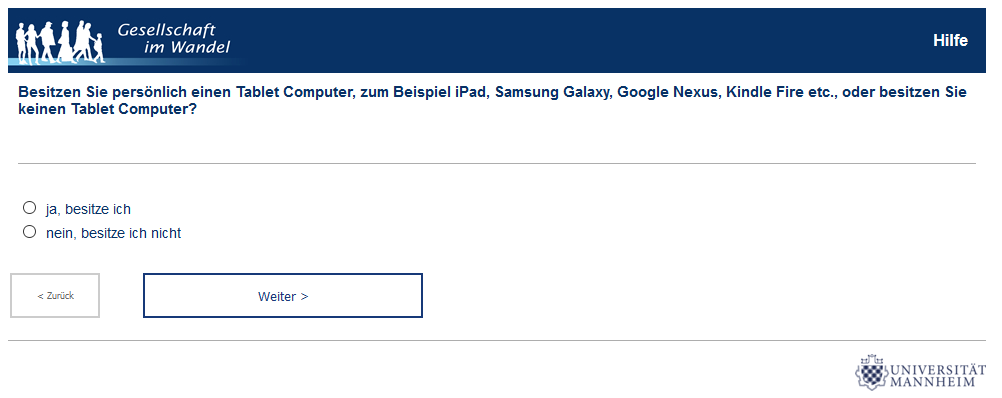 Gesellschaft
im Wandel
Hilfe
Besitzen Sie persönlich einen Tablet Computer, zum Beispiel iPad, Samsung Galaxy, Google Nexus, Kindle Fire etc., oder besitzen Sie
keinen Tablet Computer?
ja, besitze ich
nein, besitze ich nicht
< Zurück
Weiter >
UNIVERSITÄT
MANNHEIM